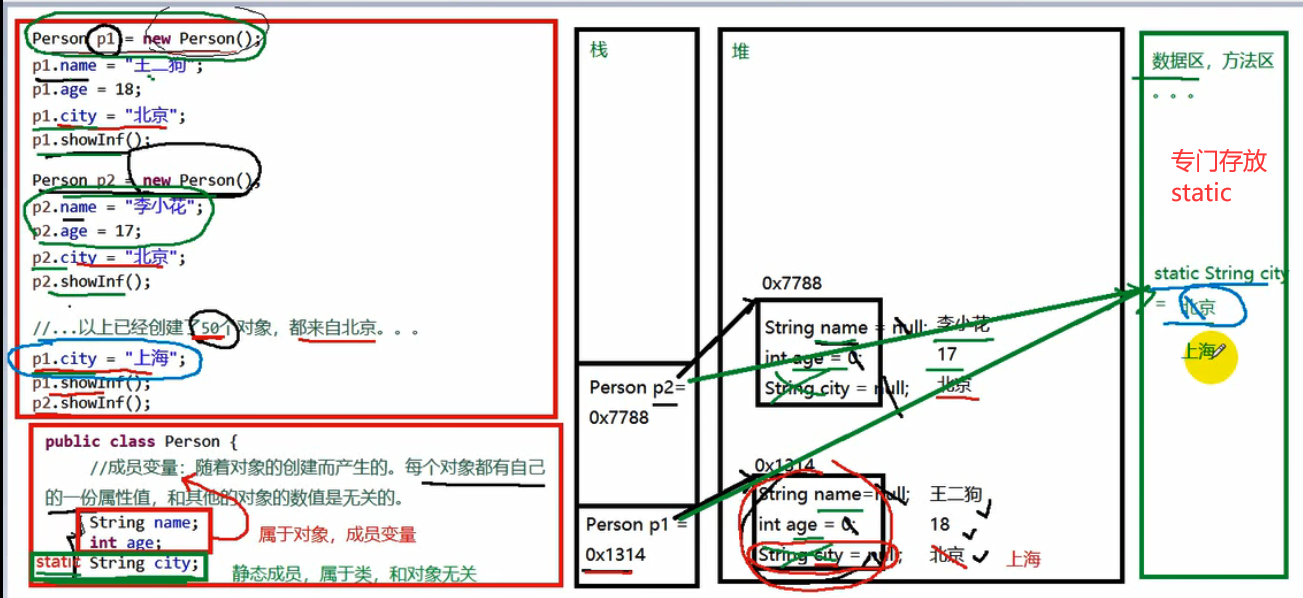 Person p1 = new Person();
p1.name = "王二狗";
p1.age = 18;
p1.city = "北京";
p1.showInf();
Person p2 = new Person();
p2.name = "李小花";
p2.age = 17;
p2.city = "北京";
p2.showInf();
//...以上已经创建了50个对象，都来自北京。。。
p1.city = "上海";
p1.showInf();
p2.showInf();
public class Person {
//成员变量：随着对象的创建而产生的。每个对象都有自己
的一份属性值，和其他的对象的数值是无关的。
String name;
int age;
属于对象，成员变量
static String city;
静态成员，属于类，和对象无关
栈
Person p2=
0x7788
Person p1 =
0x1314
堆
0x7788
String name = null; 李小花
int age = 0; 17
String city = null; 北京
0x1314
String name=null; 王二狗
int age = 0; 18
String city = null; 北京 上海
数据区，方法区
。。。
专门存放
static
static String city
= 北京
上海